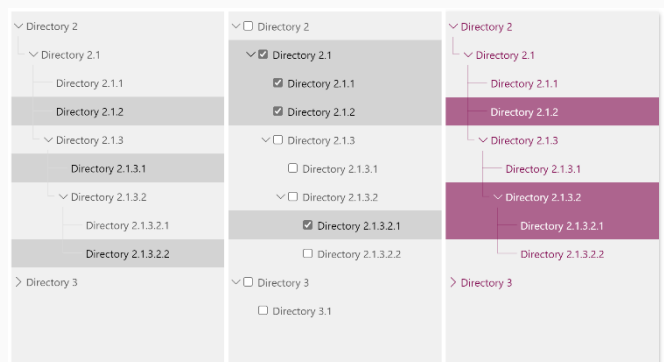 Directory 2
Directory 2.1
Directory 2.1.1
Directory 2.1.2
Directory 2.1.3
Directory 2.1.3.1
Directory 2.1.3.2
Directory 2.1.3.2.1
Directory 2.1.3.2.2
Directory 3
Directory 2
Directory 2.1
Directory 2.1.1
Directory 2.1.2
Directory 2.1.3
Directory 2.1.3.1
Directory 2.1.3.2
Directory 2.1.3.2.1
Directory 2.1.3.2.2
Directory 3
Directory 3.1
Directory 2
Directory 2.1
Directory 2.1.1
Directory 2.1.2
Directory 2.1.3
Directory 2.1.3.1
Directory 2.1.3.2
Directory 2.1.3.2.1
Directory 2.1.3.2.2
Directory 3